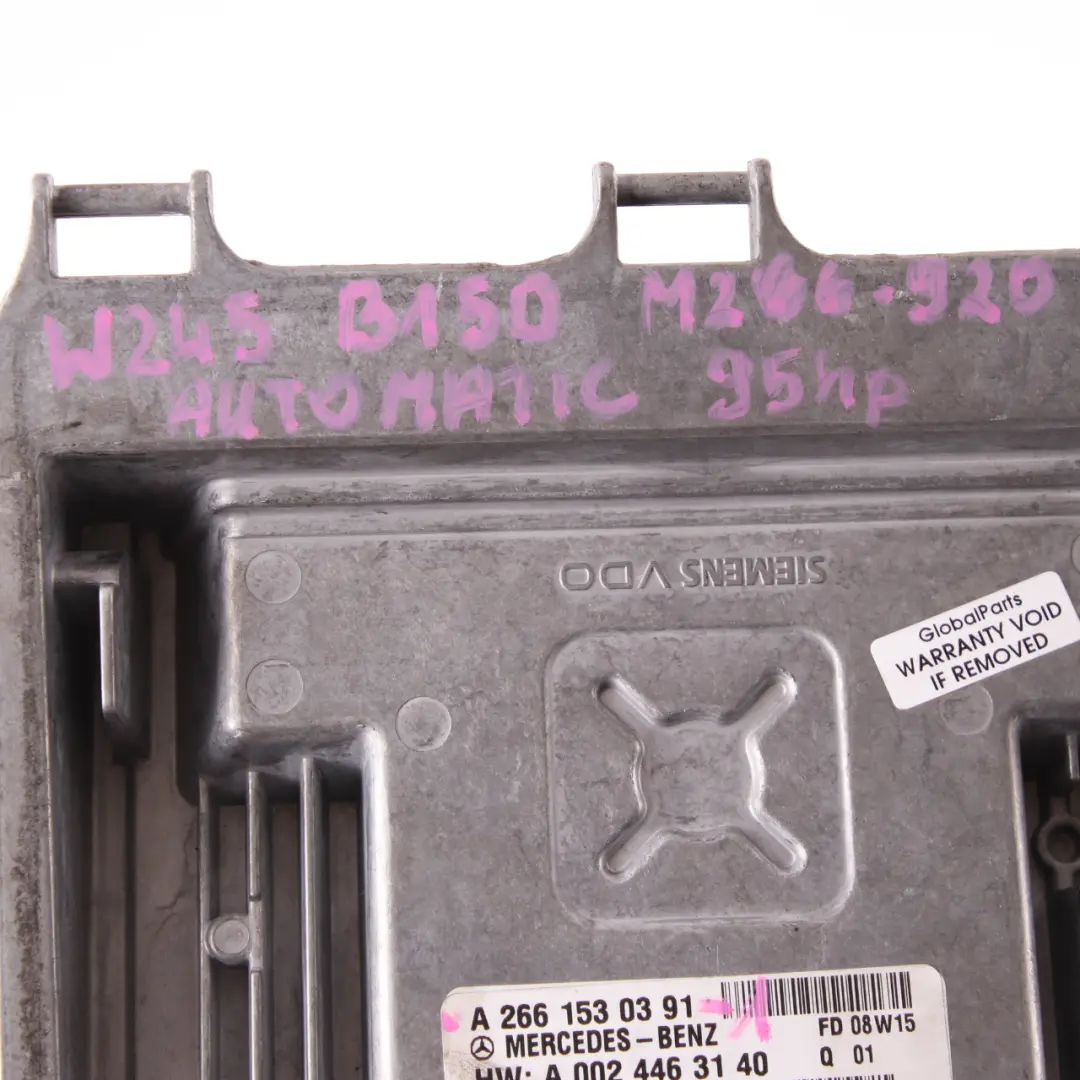 W245 B150 M266-920
AUTOMATIC 95hp
SIEMENS VDO
GlobalParts
WARRANTY VOID
IF REMOVED
A 266 153 03 91 -1
MERCEDES-BENZ
FD 08W15
Q 01
HW: A 002 446 31 40